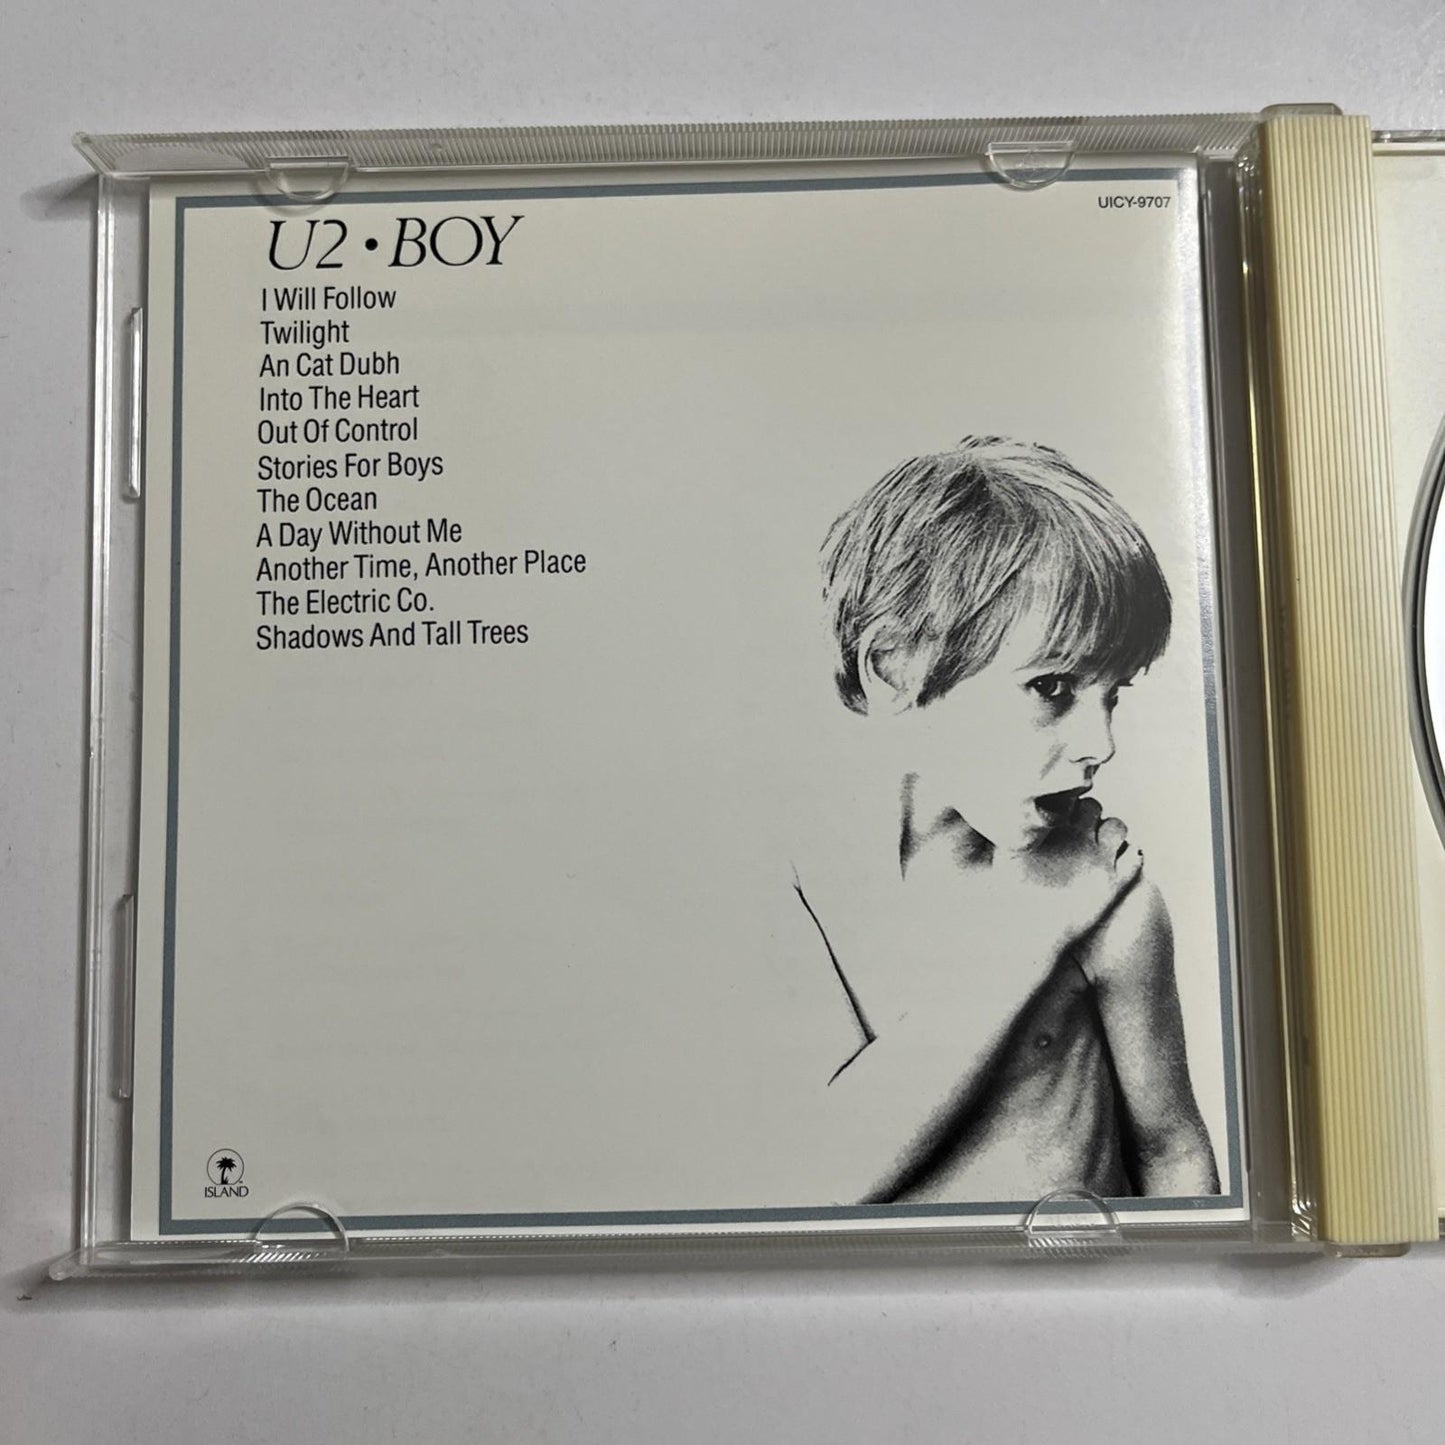 UICY-9707
U2 • BOY
I Will Follow
Twilight
An Cat Dubh
Into The Heart
Out Of Control
Stories For Boys
The Ocean
A Day Without Me
Another Time, Another Place
The Electric Co.
Shadows And Tall Trees
ISLAND